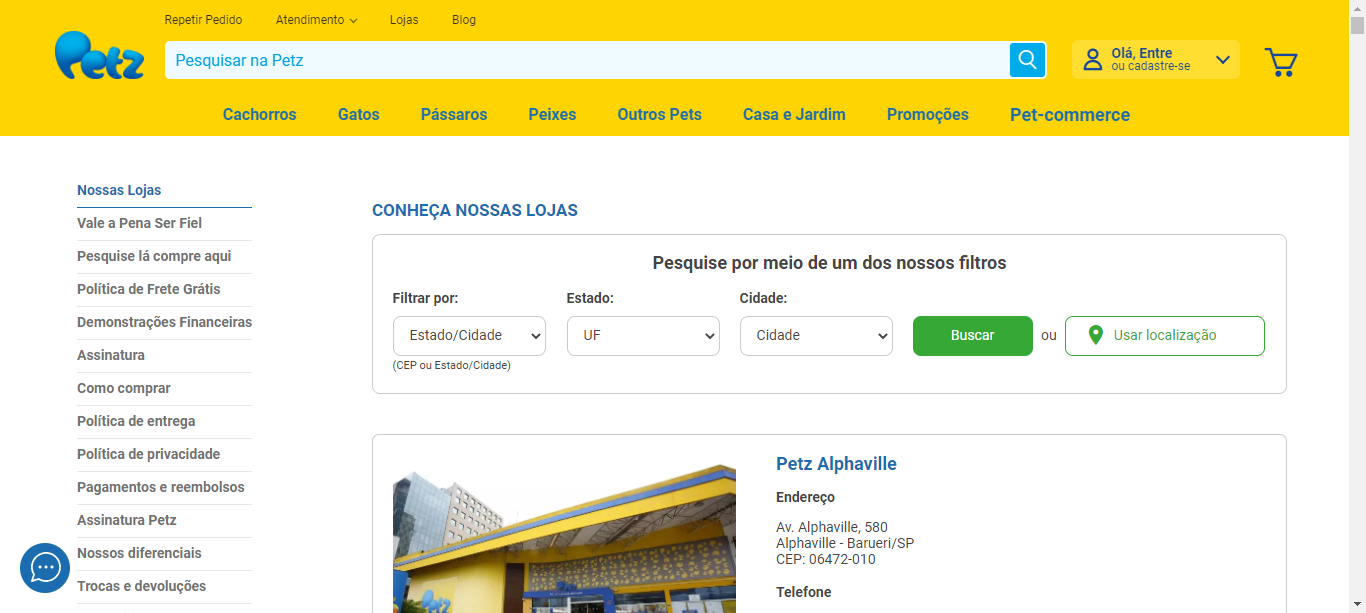 Repetir Pedido
Atendimento
Lojas
Blog
Petz
Pesquisar na Petz
Olá, Entre
ou cadastre-se
Cachorros
Gatos
Pássaros
Peixes
Outros Pets
Casa e Jardim
Promoções
Pet-commerce
Nossas Lojas
Vale a Pena Ser Fiel
Pesquise lá compre aqui
Política de Frete Grátis
Demonstrações Financeiras
Assinatura
Como comprar
Política de entrega
Política de privacidade
Pagamentos e reembolsos
Assinatura Petz
Nossos diferenciais
Trocas e devoluções
CONHEÇA NOSSAS LOJAS
Pesquise por meio de um dos nossos filtros
Filtrar por:
Estado:
Cidade:
Estado/Cidade
UF
Cidade
Buscar
ou
Usar localização
(CEP ou Estado/Cidade)
Petz
Petz Alphaville
Endereço
Av. Alphaville, 580
Alphaville - Barueri/SP
CEP: 06472-010
Telefone